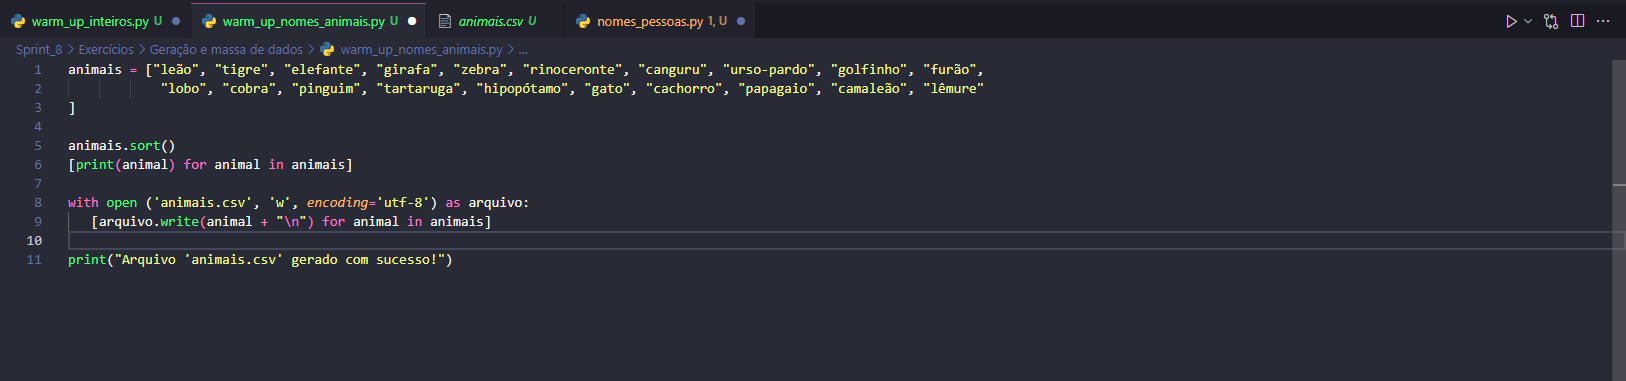 warm_up_inteiros.py U warm_up_nomes_animais.py U animais.csv U nomes_pessoas.py 1, U
Sprint_8 > Exercícios > Geração e massa de dados > warm_up_nomes_animais.py > ...
1 animais = ["leão", "tigre", "elefante", "girafa", "zebra", "rinoceronte", "canguru", "urso-pardo", "golfinho", "furão",
2 "lobo", "cobra", "pinguim", "tartaruga", "hipopótamo", "gato", "cachorro", "papagaio", "camaleão", "lêmure"
3 ]
4
5 animais.sort()
6 [print(animal) for animal in animais]
7
8 with open ('animais.csv', 'w', encoding='utf-8') as arquivo:
9 [arquivo.write(animal + "\n") for animal in animais]
10
11 print("Arquivo 'animais.csv' gerado com sucesso!")